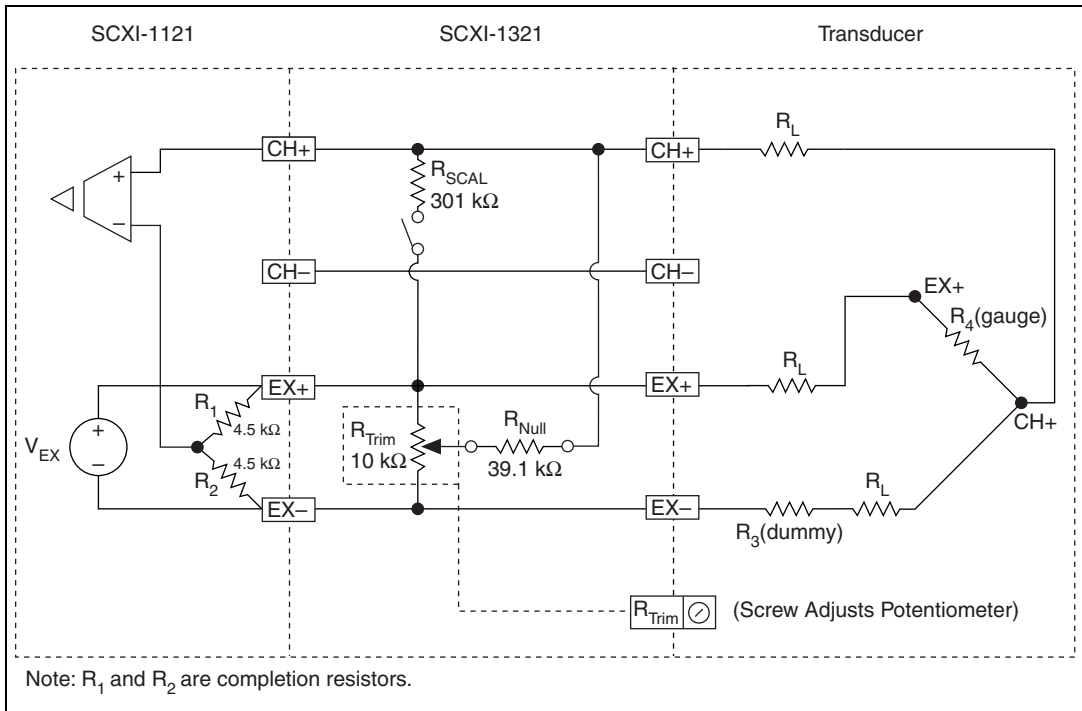 SCXI-1121
SCXI-1321
Transducer
CH+
CH+
R_L
R_SCAL
301 kΩ
+
−
CH−
CH−
EX+
R_4(gauge)
EX+
EX+
R_L
CH+
R_1
4.5 kΩ
V_EX
+
−
R_Trim
10 kΩ
R_Null
39.1 kΩ
4.5 kΩ
R_2
R_L
EX−
EX−
R_3(dummy)
R_Trim
(Screw Adjusts Potentiometer)
Note: R_1 and R_2 are completion resistors.